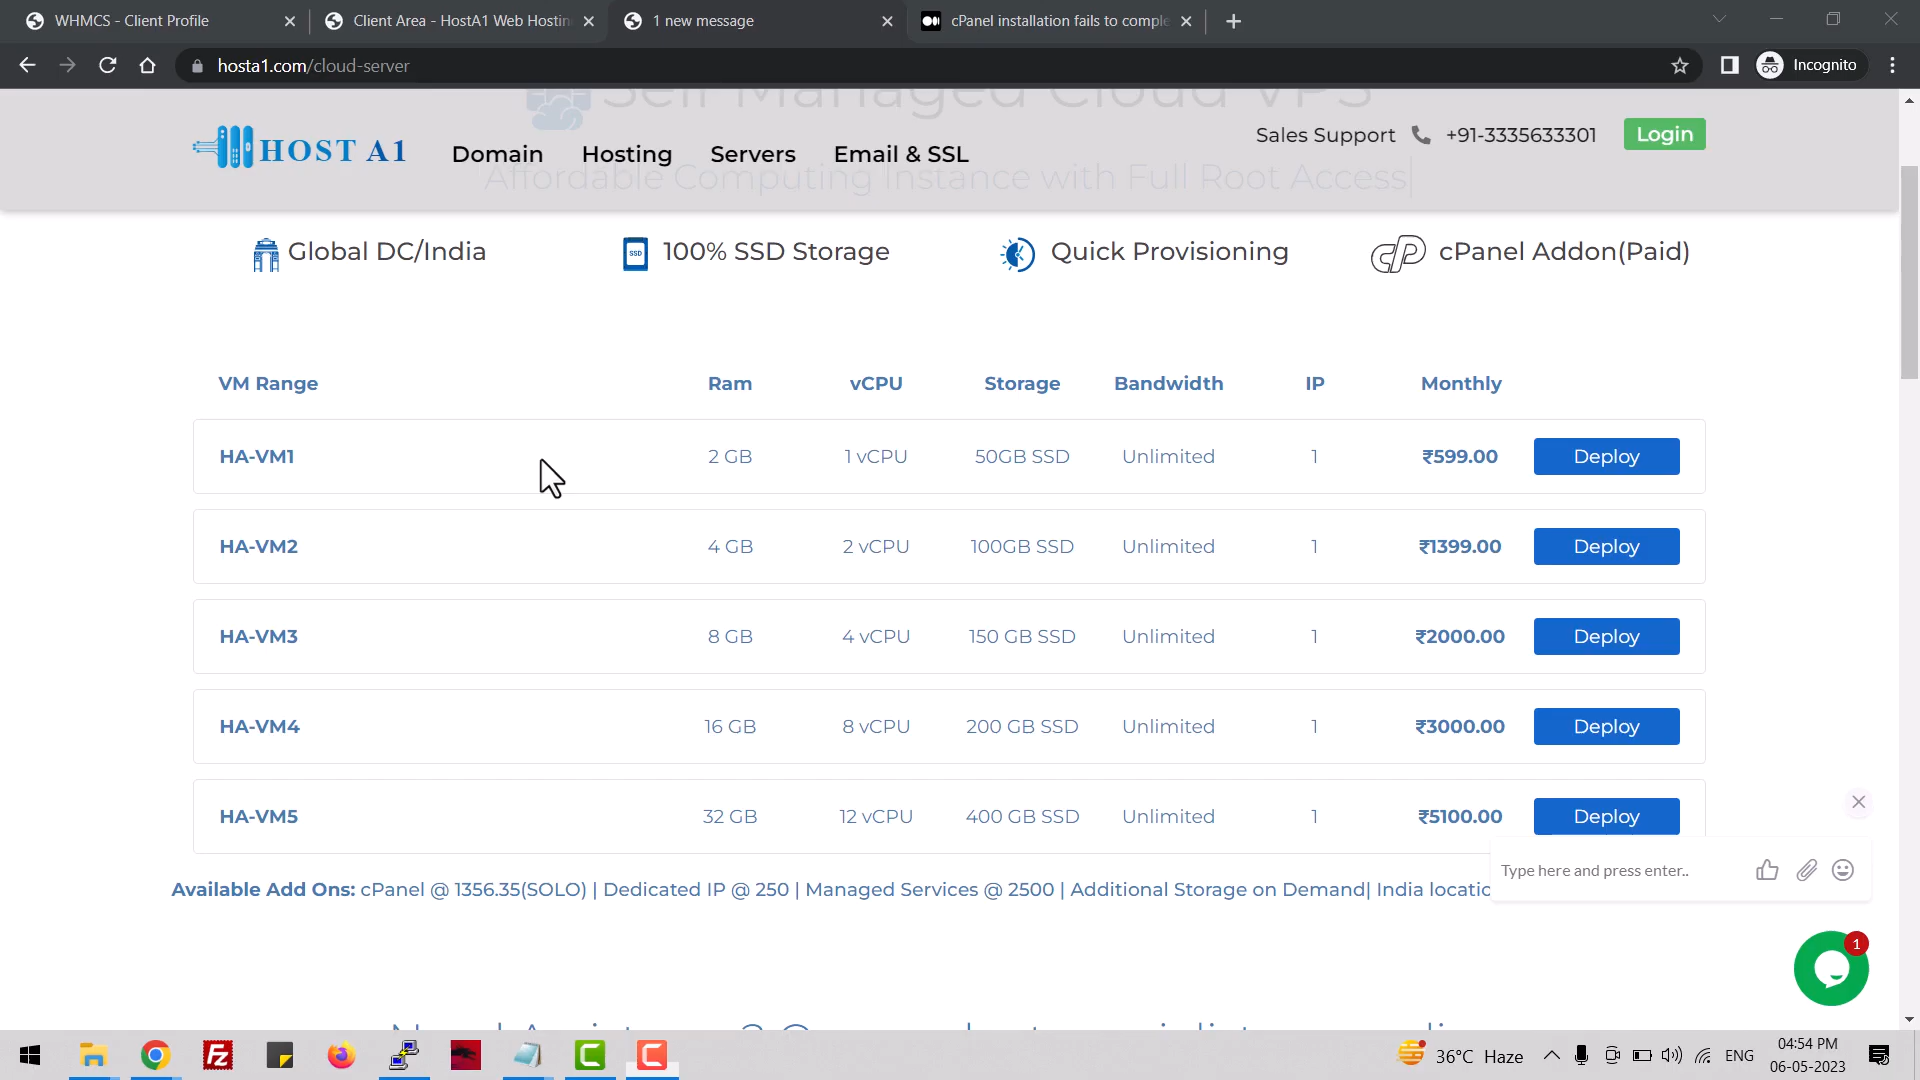 WHMCS - Client Profile
Client Area - HostA1 Web Hostin
1 new message
cPanel installation fails to comple
hosta1.com/cloud-server
Incognito
Self Managed Cloud VPS
HOST A1
Domain
Hosting
Servers
Email & SSL
Sales Support
+91-3335633301
Login
Affordable Computing Instance with Full Root Access
Global DC/India
SSD
100% SSD Storage
Quick Provisioning
cPanel Addon(Paid)
VM Range Ram vCPU Storage Bandwidth IP Monthly
HA-VM1 2 GB 1 vCPU 50GB SSD Unlimited 1 ₹599.00 Deploy
HA-VM2 4 GB 2 vCPU 100GB SSD Unlimited 1 ₹1399.00 Deploy
HA-VM3 8 GB 4 vCPU 150 GB SSD Unlimited 1 ₹2000.00 Deploy
HA-VM4 16 GB 8 vCPU 200 GB SSD Unlimited 1 ₹3000.00 Deploy
HA-VM5 32 GB 12 vCPU 400 GB SSD Unlimited 1 ₹5100.00 Deploy
Type here and press enter..
Available Add Ons: cPanel @ 1356.35(SOLO) | Dedicated IP @ 250 | Managed Services @ 2500 | Additional Storage on Demand| India locatio
1
36°C Haze
ENG
04:54 PM
06-05-2023